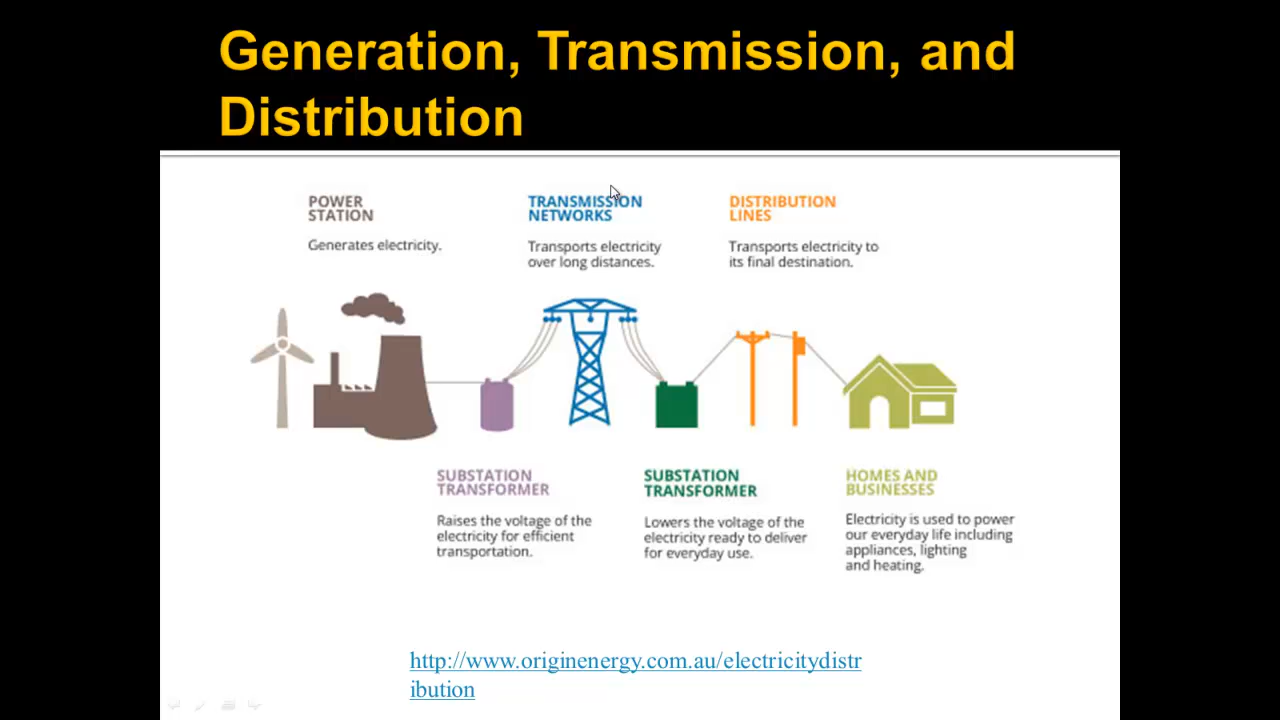 Generation, Transmission, and
Distribution
POWER
STATION
Generates electricity.
TRANSMISSION
NETWORKS
Transports electricity
over long distances.
DISTRIBUTION
LINES
Transports electricity to
its final destination.
SUBSTATION
TRANSFORMER
Raises the voltage of the
electricity for efficient
transportation.
SUBSTATION
TRANSFORMER
Lowers the voltage of the
electricity ready to deliver
for everyday use.
HOMES AND
BUSINESSES
Electricity is used to power
our everyday life including
appliances, lighting
and heating.
http://www.originenergy.com.au/electricitydistr
ibution